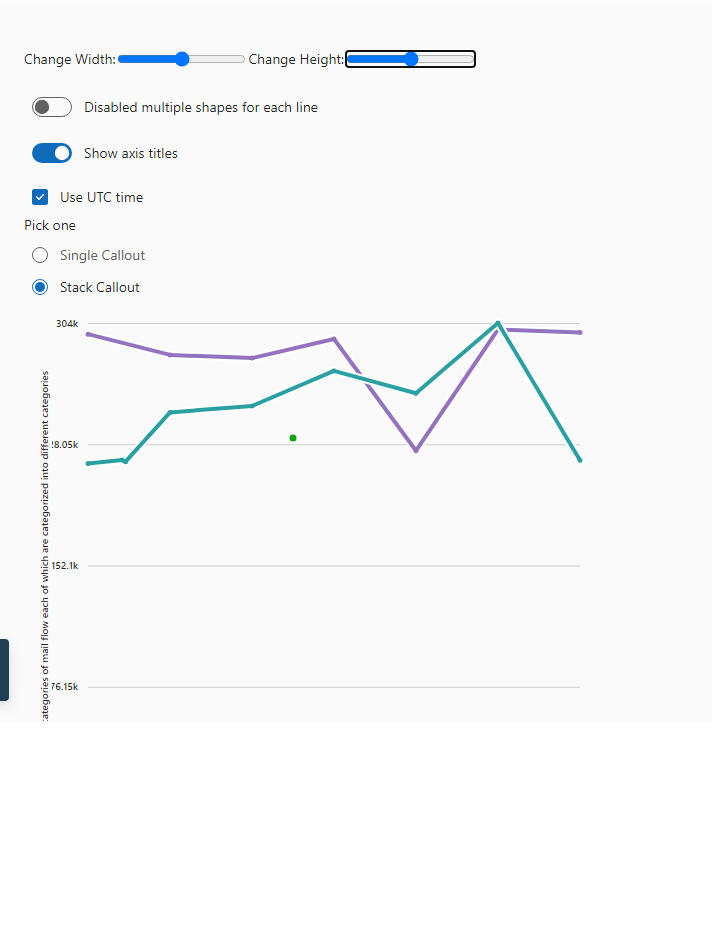 Change Width: Change Height:
Disabled multiple shapes for each line
Show axis titles
Use UTC time
Pick one
Single Callout
Stack Callout
304k
8.05k
152.1k
76.15k
categories of mail flow each of which are categorized into different categories